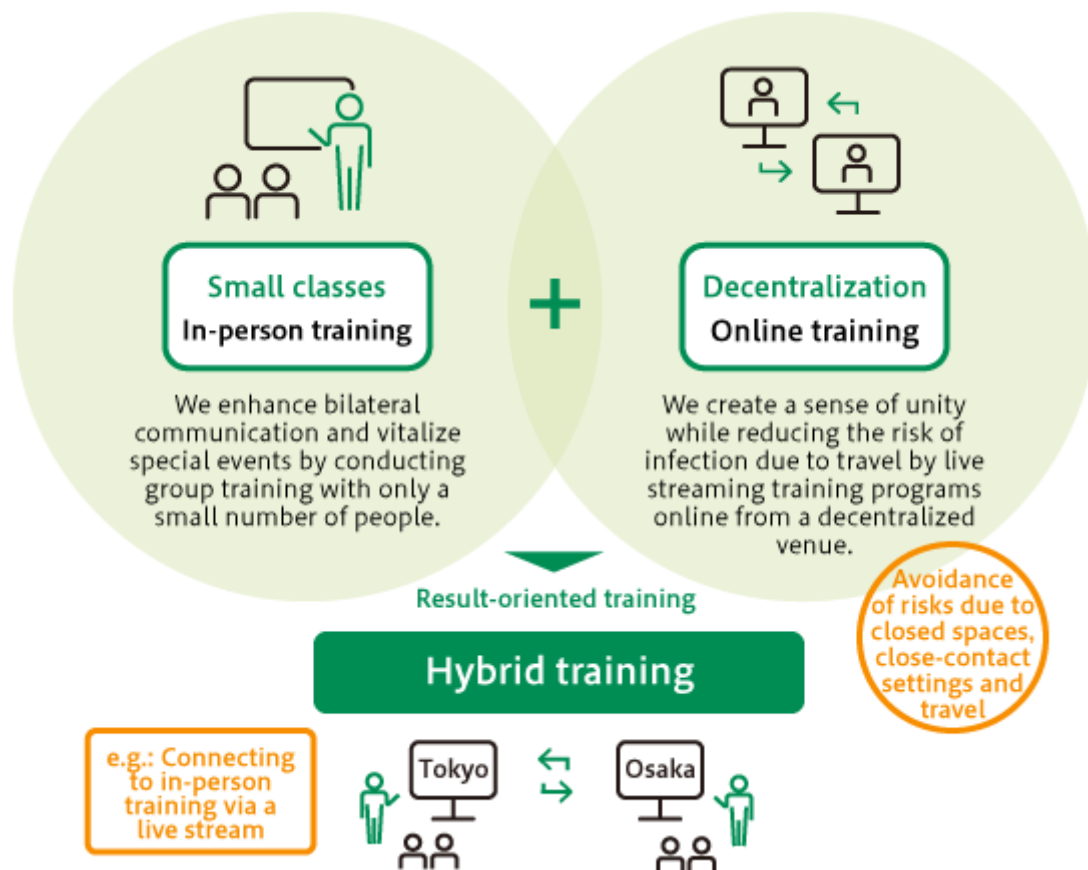 Small classes
In-person training
We enhance bilateral
communication and vitalize
special events by conducting
group training with only a
small number of people.
+
Decentralization
Online training
We create a sense of unity
while reducing the risk of
infection due to travel by live
streaming training programs
online from a decentralized
venue.
Avoidance
of risks due to
closed spaces,
close-contact
settings and
travel
Result-oriented training
Hybrid training
e.g.: Connecting
to in-person
training via a
live stream
Tokyo
Osaka